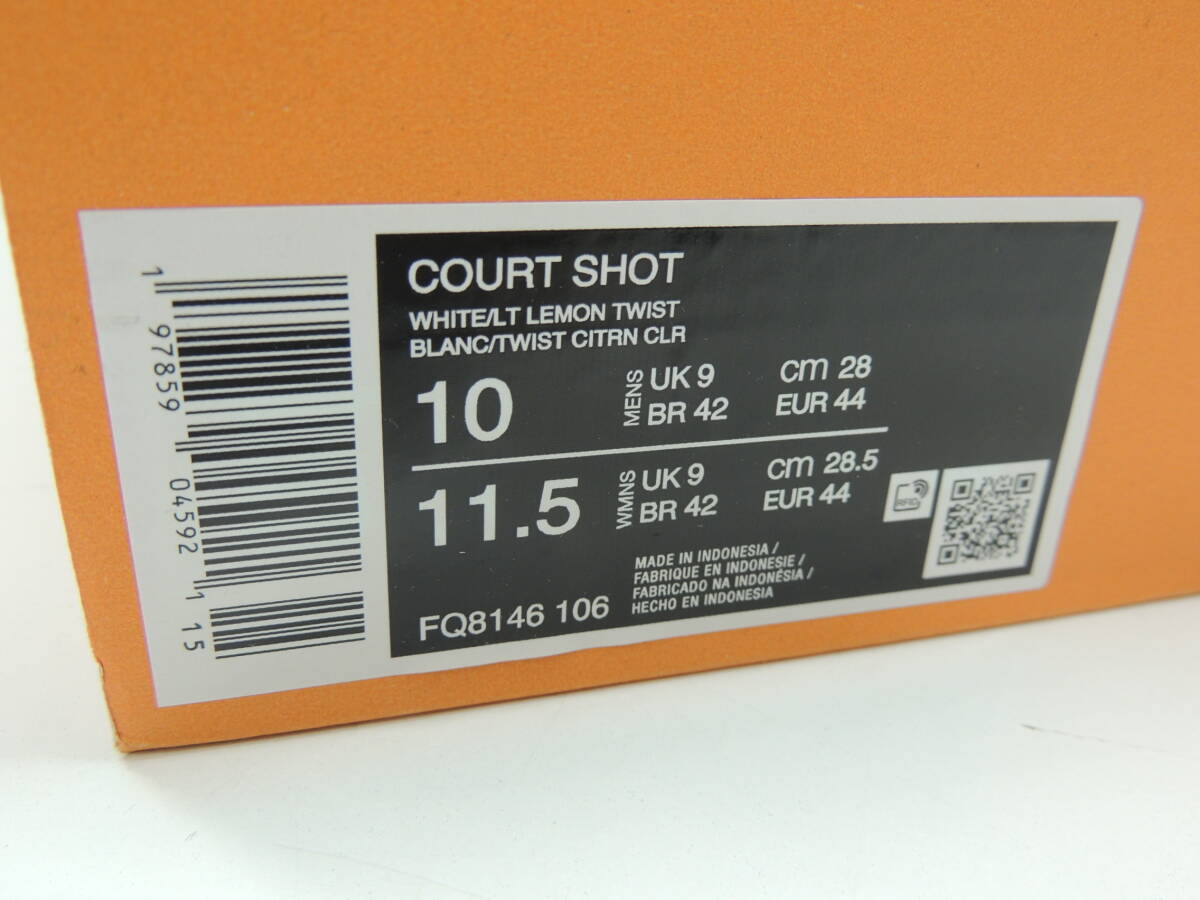 COURT SHOT
WHITE/LT LEMON TWIST
BLANC/TWIST CITRN CLR
10 MENS UK 9 cm 28
BR 42 EUR 44
11.5 WMNS UK 9 cm 28.5
BR 42 EUR 44
MADE IN INDONESIA /
FABRIQUE EN INDONESIE /
FABRICADO NA INDONÉSIA /
HECHO EN INDONESIA
FQ8146 106
RFID
1 97859 04592 1 15